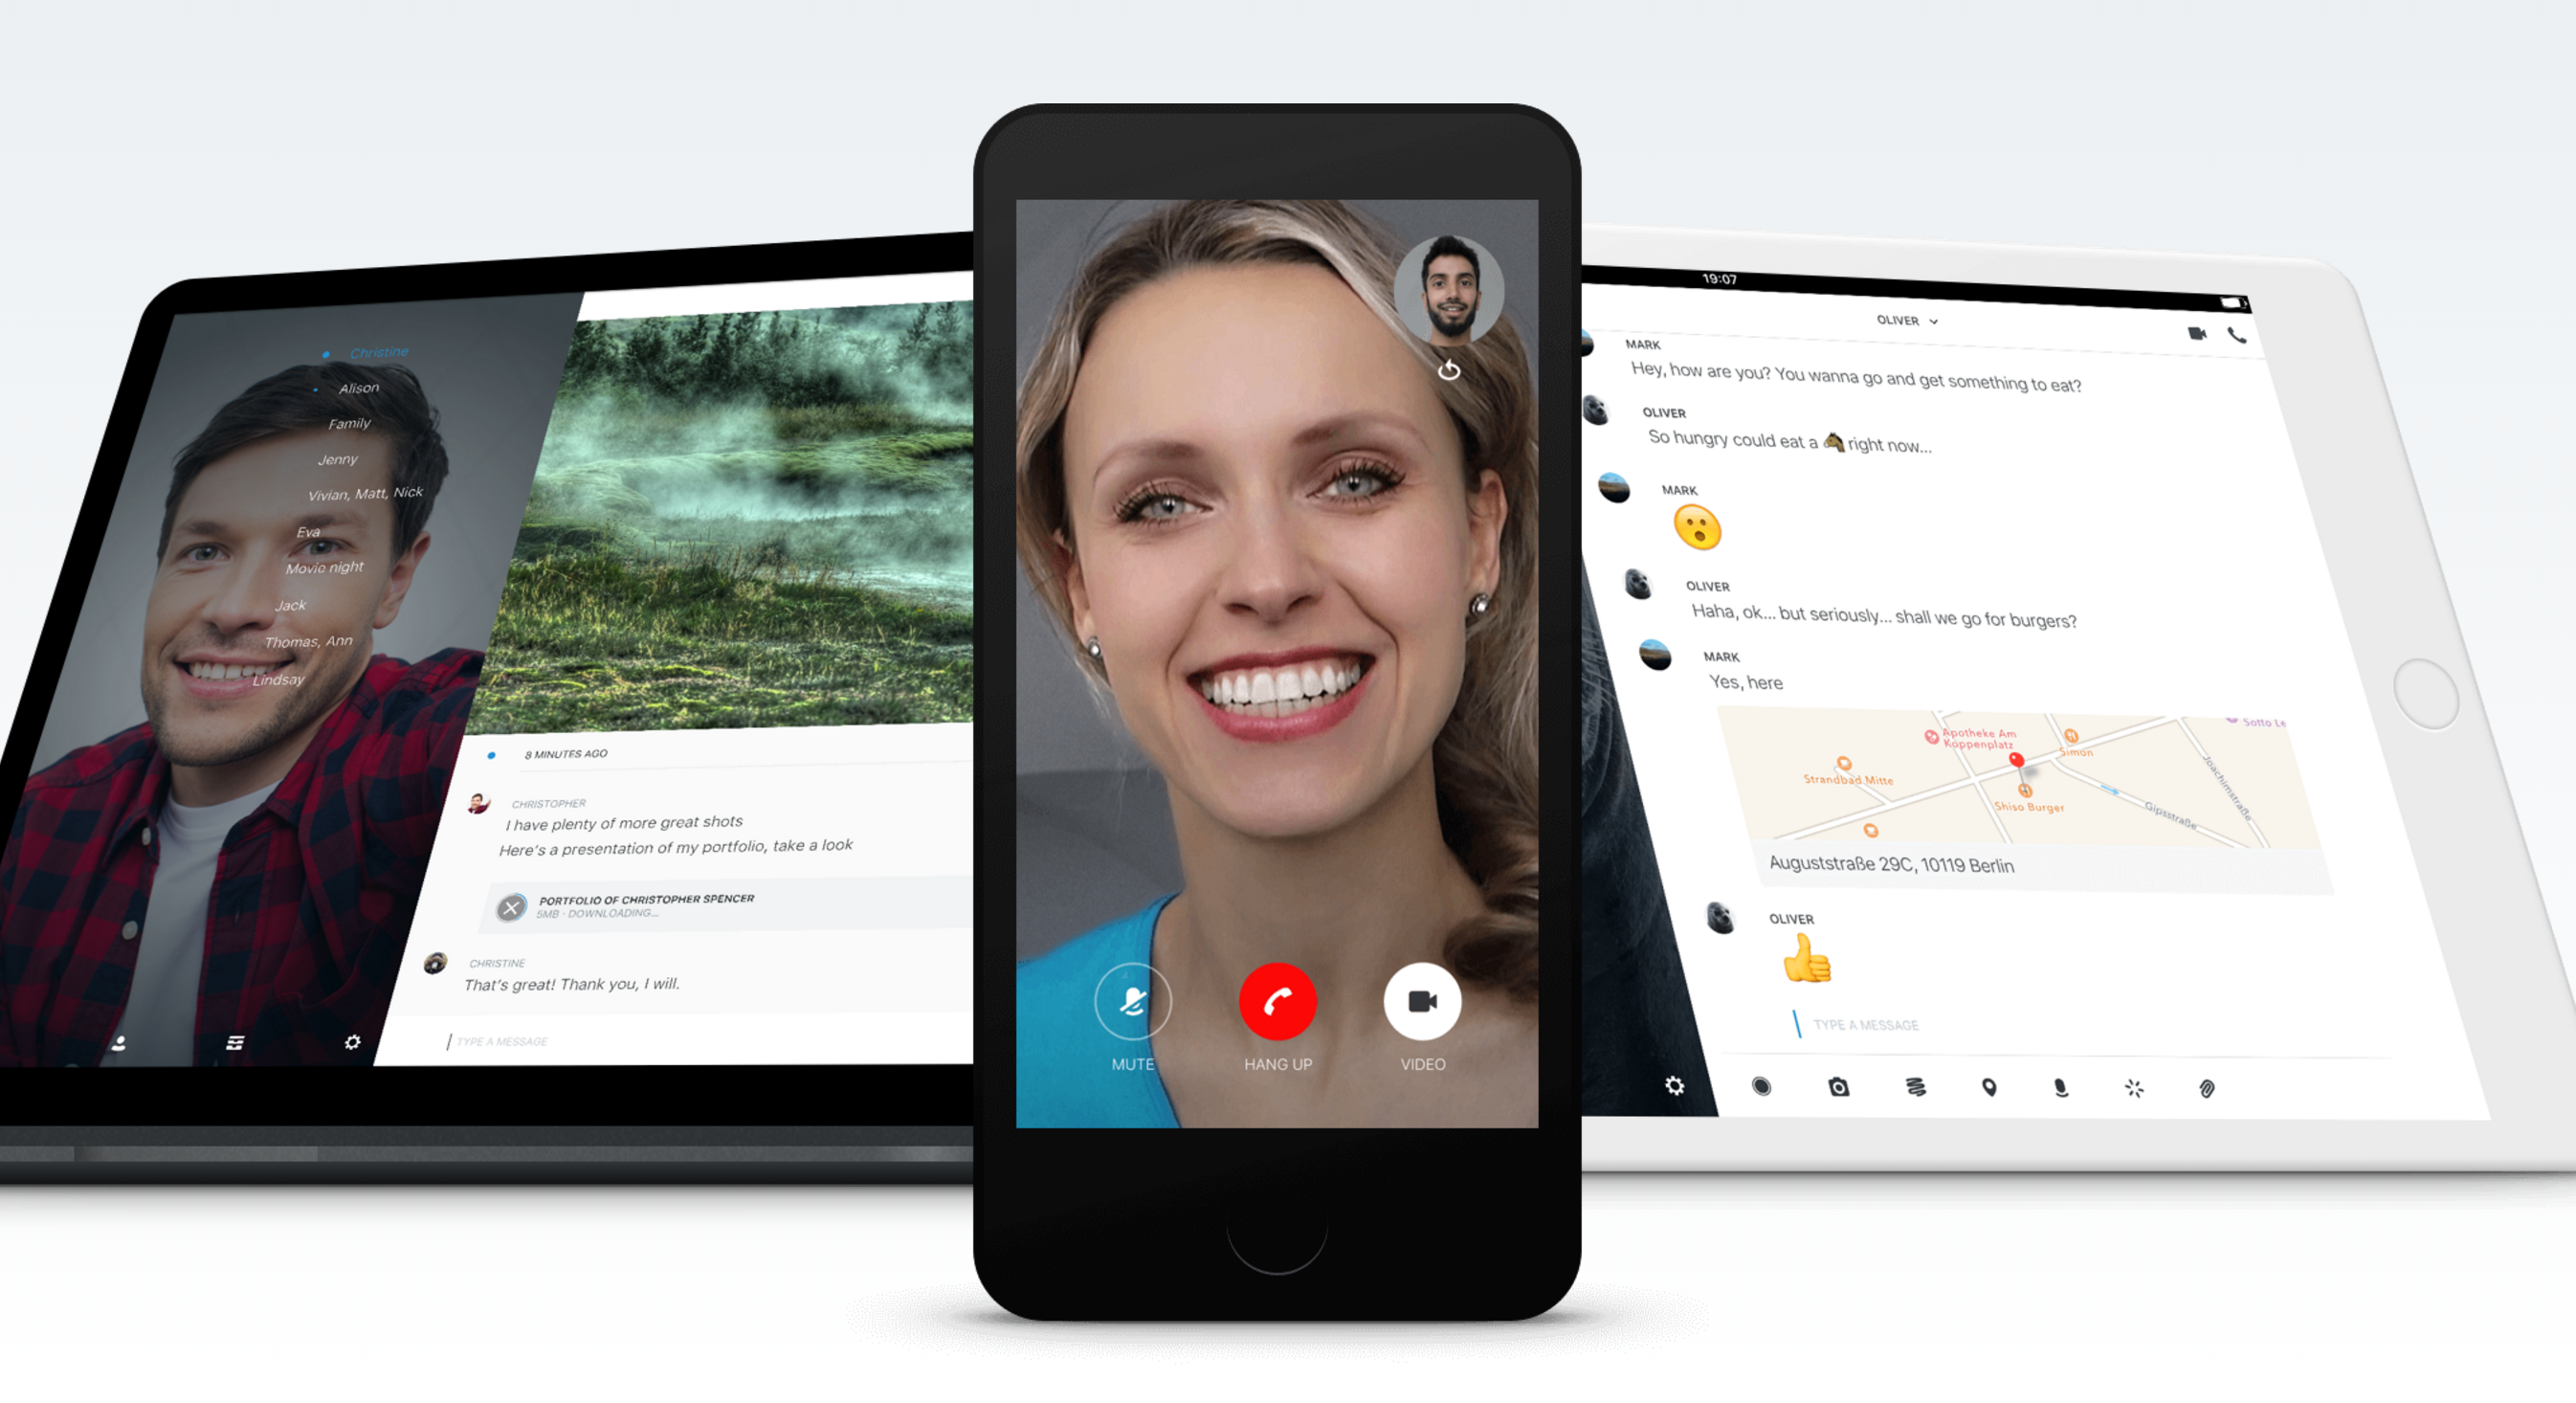 Christine
Alison
Family
Jenny
Vivian, Matt, Nick
Eva
Movie night
Jack
Thomas, Ann
Lindsay
8 MINUTES AGO
CHRISTOPHER
I have plenty of more great shots
Here's a presentation of my portfolio, take a look
PORTFOLIO OF CHRISTOPHER SPENCER
5MB · DOWNLOADING...
CHRISTINE
That's great! Thank you, I will.
TYPE A MESSAGE
MUTE
HANG UP
VIDEO
19:07
OLIVER
MARK
Hey, how are you? You wanna go and get something to eat?
OLIVER
So hungry could eat a 🐴 right now...
MARK
😮
OLIVER
Haha, ok... but seriously... shall we go for burgers?
MARK
Yes, here
Sotto Le
Apotheke Am
Koppenplatz
Simon
Strandbad Mitte
Shiso Burger
Joachimstraße
Gipsstraße
Auguststraße 29C, 10119 Berlin
OLIVER
👍
TYPE A MESSAGE